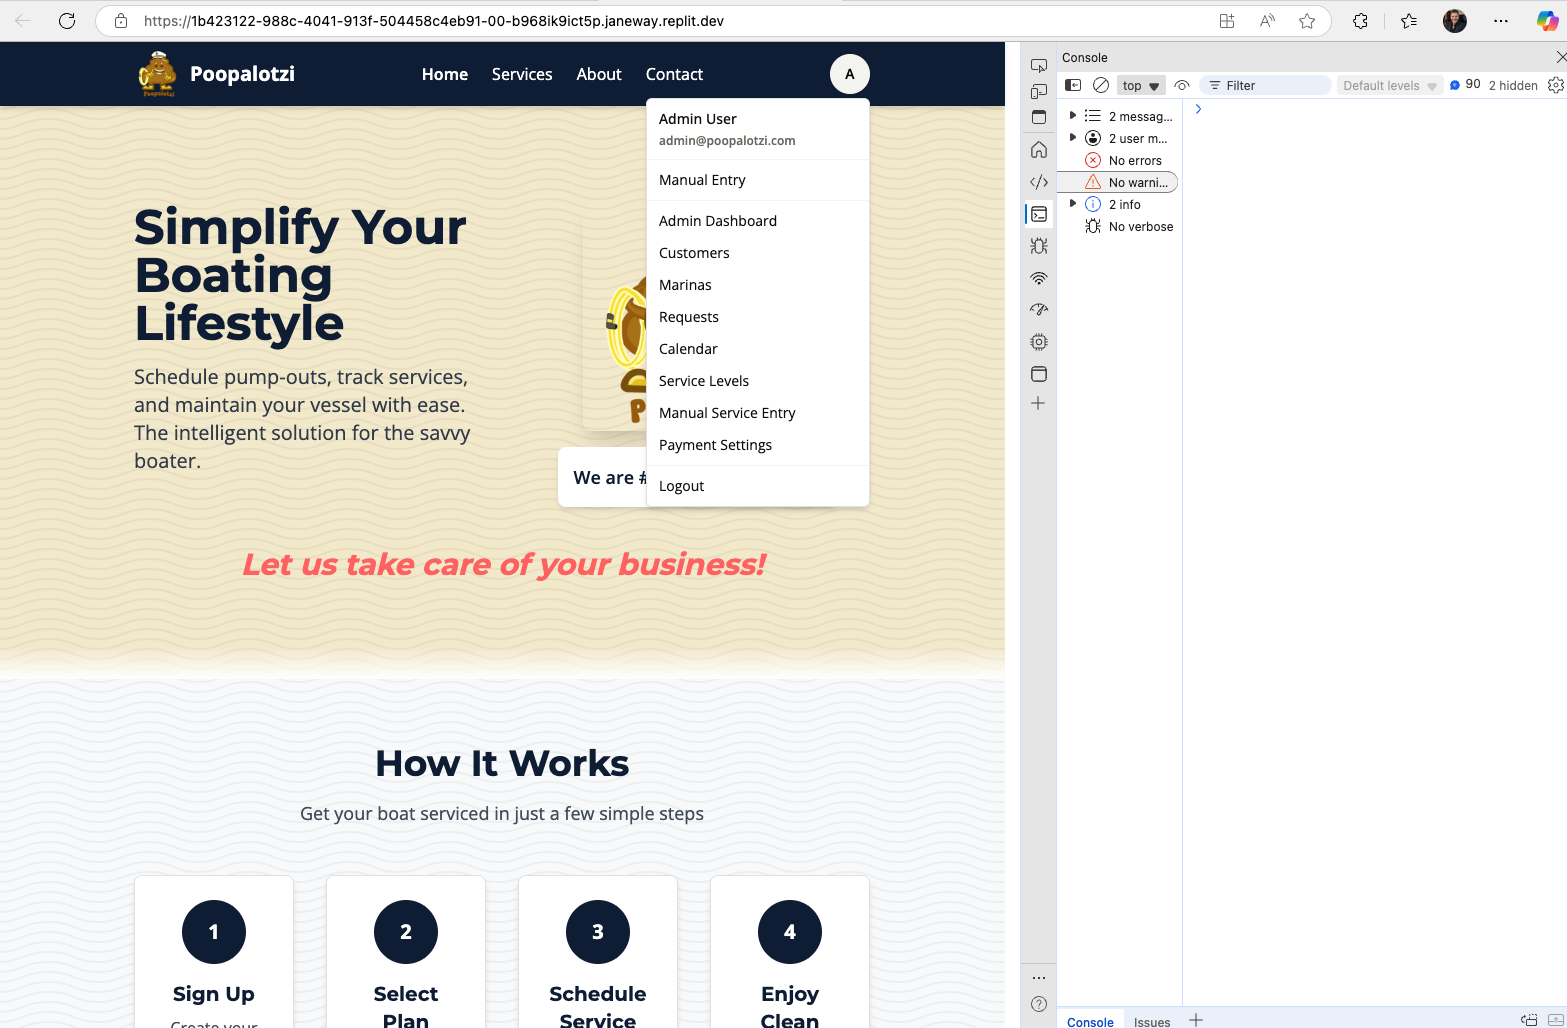 https://1b423122-988c-4041-913f-504458c4eb91-00-b968ik9ict5p.janeway.replit.dev
Poopalotzi
Poopalotzi
Home
Services
About
Contact
A
Admin User
admin@poopalotzi.com
Manual Entry
Admin Dashboard
Customers
Marinas
Requests
Calendar
Service Levels
Manual Service Entry
Payment Settings
Logout
Simplify Your
Boating
Lifestyle
Schedule pump-outs, track services,
and maintain your vessel with ease.
The intelligent solution for the savvy
boater.
P
We are #
Let us take care of your business!
How It Works
Get your boat serviced in just a few simple steps
1
Sign Up
Create your
2
Select
Plan
3
Schedule
Service
4
Enjoy
Clean
Console
top
Filter
Default levels
90
2 hidden
2 messag...
2 user m...
No errors
No warni...
2 info
No verbose
Console
Issues